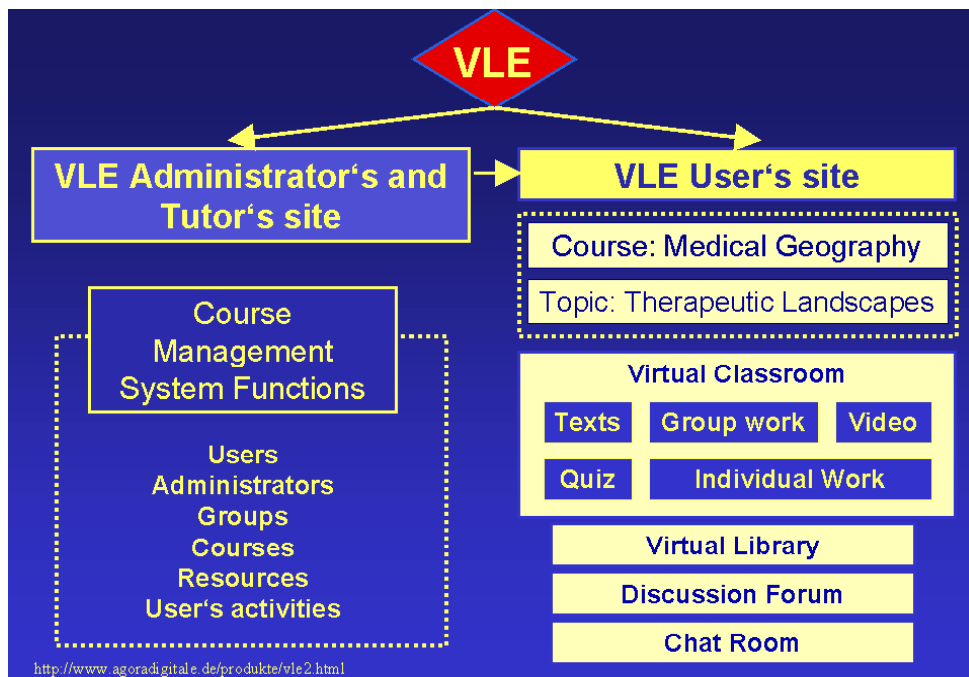 VLE
VLE Administrator‘s and
Tutor‘s site
VLE User‘s site
Course: Medical Geography
Topic: Therapeutic Landscapes
Course
Management
System Functions
Users
Administrators
Groups
Courses
Resources
User‘s activities
Virtual Classroom
Texts
Group work
Video
Quiz
Individual Work
Virtual Library
Discussion Forum
Chat Room
http://www.agoradigitale.de/produkte/vle2.html